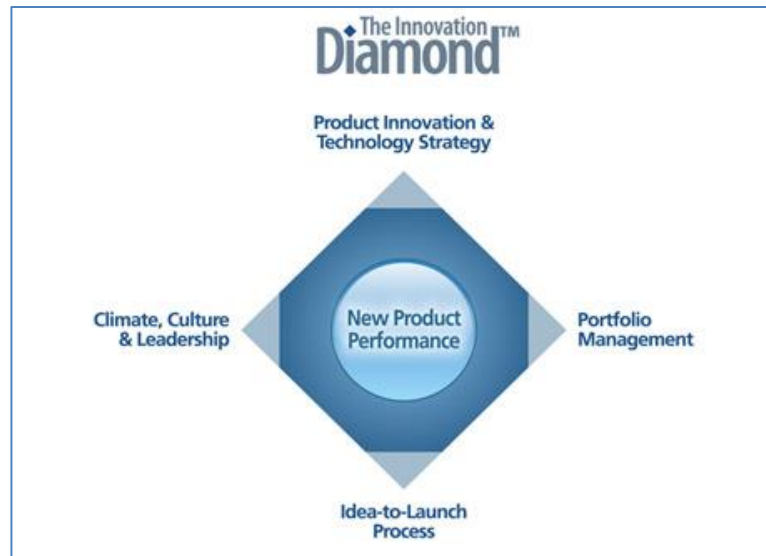 The Innovation
Diamond™
Product Innovation &
Technology Strategy
Climate, Culture
& Leadership
New Product
Performance
Portfolio
Management
Idea-to-Launch
Process